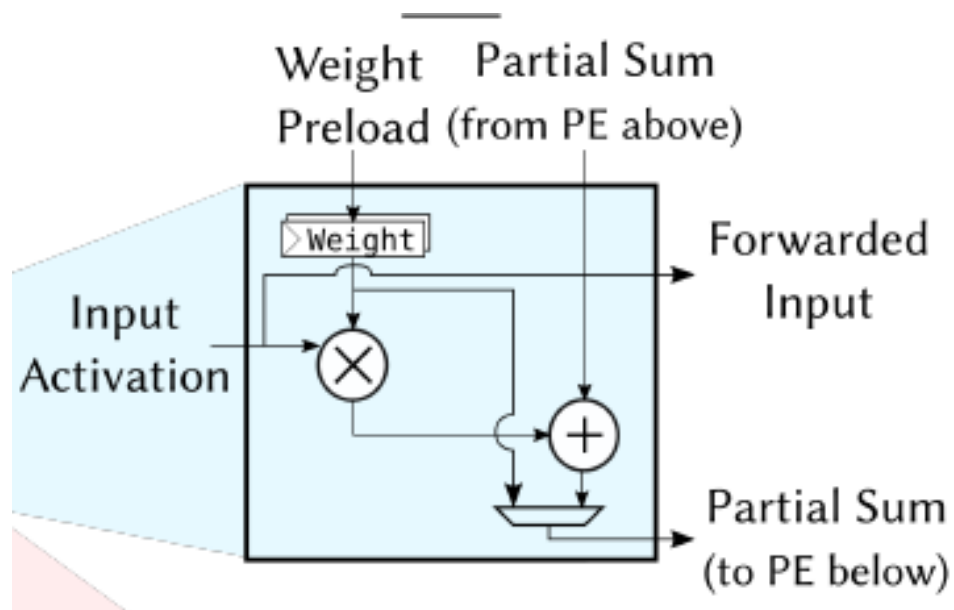 Weight
Preload
Partial Sum
(from PE above)
Weight
Forwarded
Input
Input
Activation
Partial Sum
(to PE below)